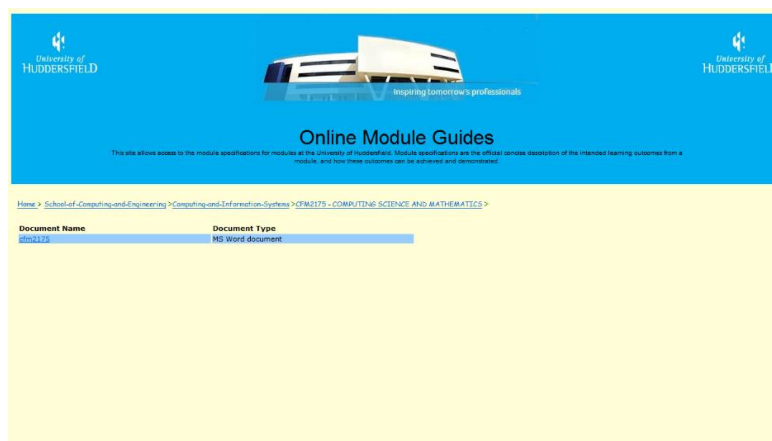 University of
HUDDERSFIELD
Inspiring tomorrow's professionals
University of
HUDDERSFIEL
Online Module Guides
This site allows access to the module specifications for modules at the University of Huddersfield. Module specifications are the official concise description of the intended learning outcomes from a
module, and how these outcomes can be achieved and demonstrated.
Home > School-of-Computing-and-Engineering >Computing-and-Information-Systems >CFM2175 - COMPUTING SCIENCE AND MATHEMATICS >
Document Name Document Type
cfm2175 MS Word document